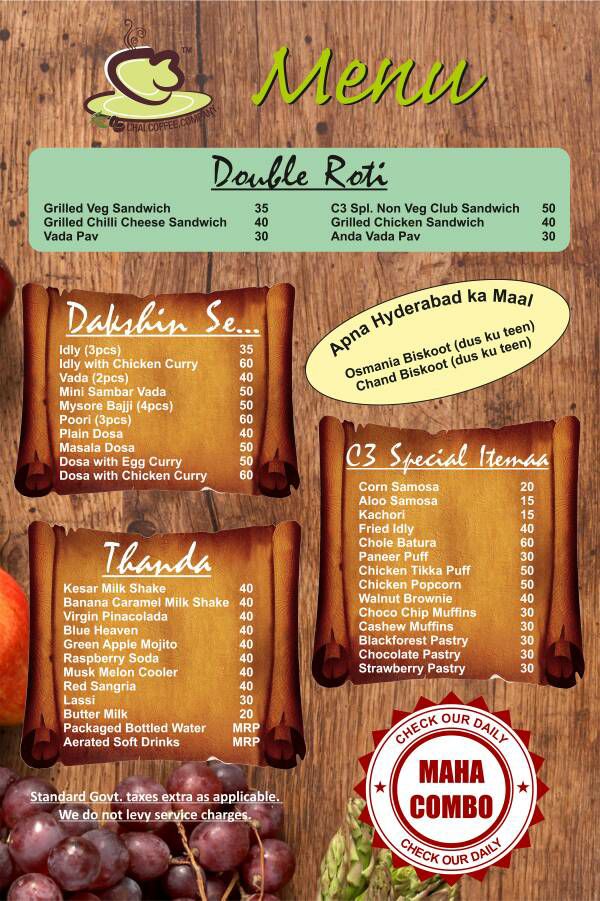 TM
CHAI.COFFEE.COMPANY
Menu
Double Roti
Grilled Veg Sandwich 35
Grilled Chilli Cheese Sandwich 40
Vada Pav 30
C3 Spl. Non Veg Club Sandwich 50
Grilled Chicken Sandwich 40
Anda Vada Pav 30
Dakshin Se...
Idly (3pcs) 35
Idly with Chicken Curry 60
Vada (2pcs) 40
Mini Sambar Vada 50
Mysore Bajji (4pcs) 50
Poori (3pcs) 60
Plain Dosa 40
Masala Dosa 50
Dosa with Egg Curry 50
Dosa with Chicken Curry 60
Apna Hyderabad ka Maal
Osmania Biskoot (dus ku teen)
Chand Biskoot (dus ku teen)
C3 Special Itemaa
Corn Samosa 20
Aloo Samosa 15
Kachori 15
Fried Idly 40
Chole Batura 60
Paneer Puff 30
Chicken Tikka Puff 50
Chicken Popcorn 50
Walnut Brownie 40
Choco Chip Muffins 30
Cashew Muffins 30
Blackforest Pastry 30
Chocolate Pastry 30
Strawberry Pastry 30
Thanda
Kesar Milk Shake 40
Banana Caramel Milk Shake 40
Virgin Pinacolada 40
Blue Heaven 40
Green Apple Mojito 40
Raspberry Soda 40
Musk Melon Cooler 40
Red Sangria 40
Lassi 30
Butter Milk 20
Packaged Bottled Water MRP
Aerated Soft Drinks MRP
Standard Govt. taxes extra as applicable.
We do not levy service charges.
CHECK OUR DAILY
MAHA
COMBO
CHECK OUR DAILY